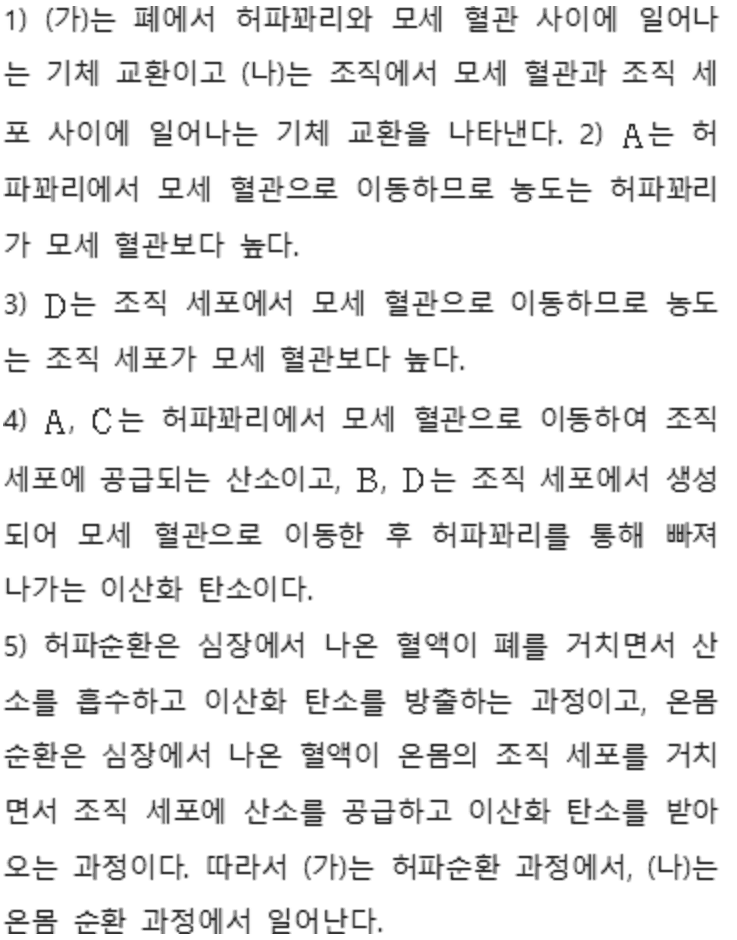 1) (가)는 폐에서 허파꽈리와 모세 혈관 사이에 일어나
는 기체 교환이고 (나)는 조직에서 모세 혈관과 조직 세
포 사이에 일어나는 기체 교환을 나타낸다. 2) A는 허
파꽈리에서 모세 혈관으로 이동하므로 농도는 허파꽈리
가 모세 혈관보다 높다.
3) D는 조직 세포에서 모세 혈관으로 이동하므로 농도
는 조직 세포가 모세 혈관보다 높다.
4) A, C는 허파꽈리에서 모세 혈관으로 이동하여 조직
세포에 공급되는 산소이고, B, D는 조직 세포에서 생성
되어 모세 혈관으로 이동한 후 허파꽈리를 통해 빠져
나가는 이산화 탄소이다.
5) 허파순환은 심장에서 나온 혈액이 폐를 거치면서 산
소를 흡수하고 이산화 탄소를 방출하는 과정이고, 온몸
순환은 심장에서 나온 혈액이 온몸의 조직 세포를 거치
면서 조직 세포에 산소를 공급하고 이산화 탄소를 받아
오는 과정이다. 따라서 (가)는 허파순환 과정에서, (나)는
온몸 순환 과정에서 일어난다.